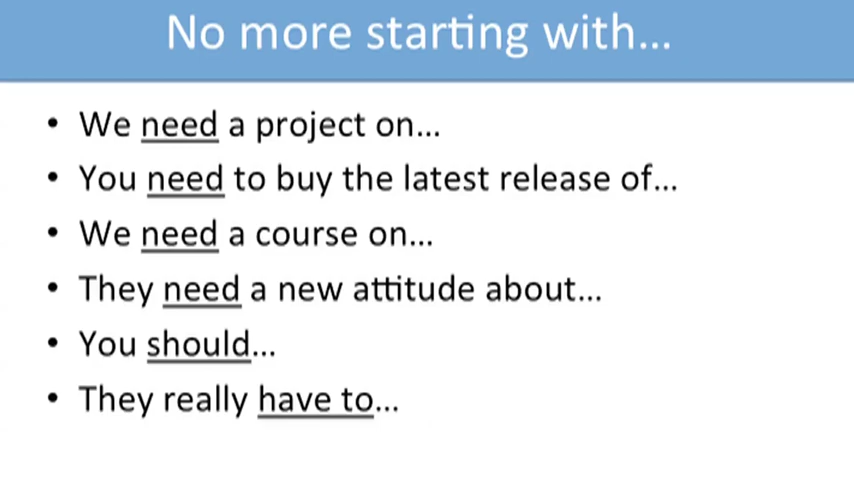 No more starting with...
• We need a project on...
• You need to buy the latest release of...
• We need a course on...
• They need a new attitude about...
• You should...
• They really have to...